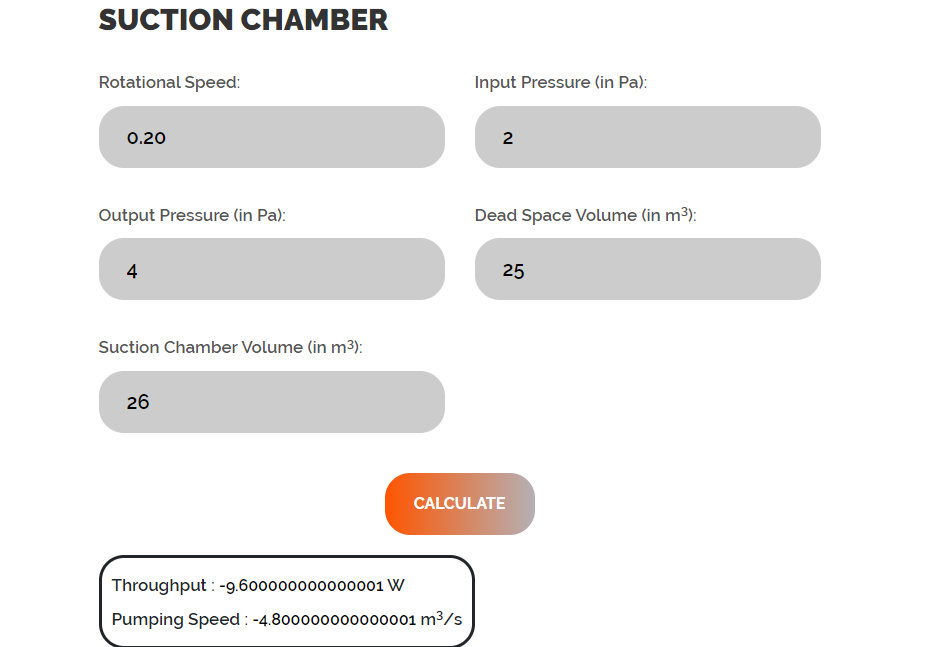 SUCTION CHAMBER
Rotational Speed:
Input Pressure (in Pa):
0.20
2
Output Pressure (in Pa):
Dead Space Volume (in m³):
4
25
Suction Chamber Volume (in m³):
26
CALCULATE
Throughput : -9.600000000000001 W
Pumping Speed : -4.800000000000001 m³/s